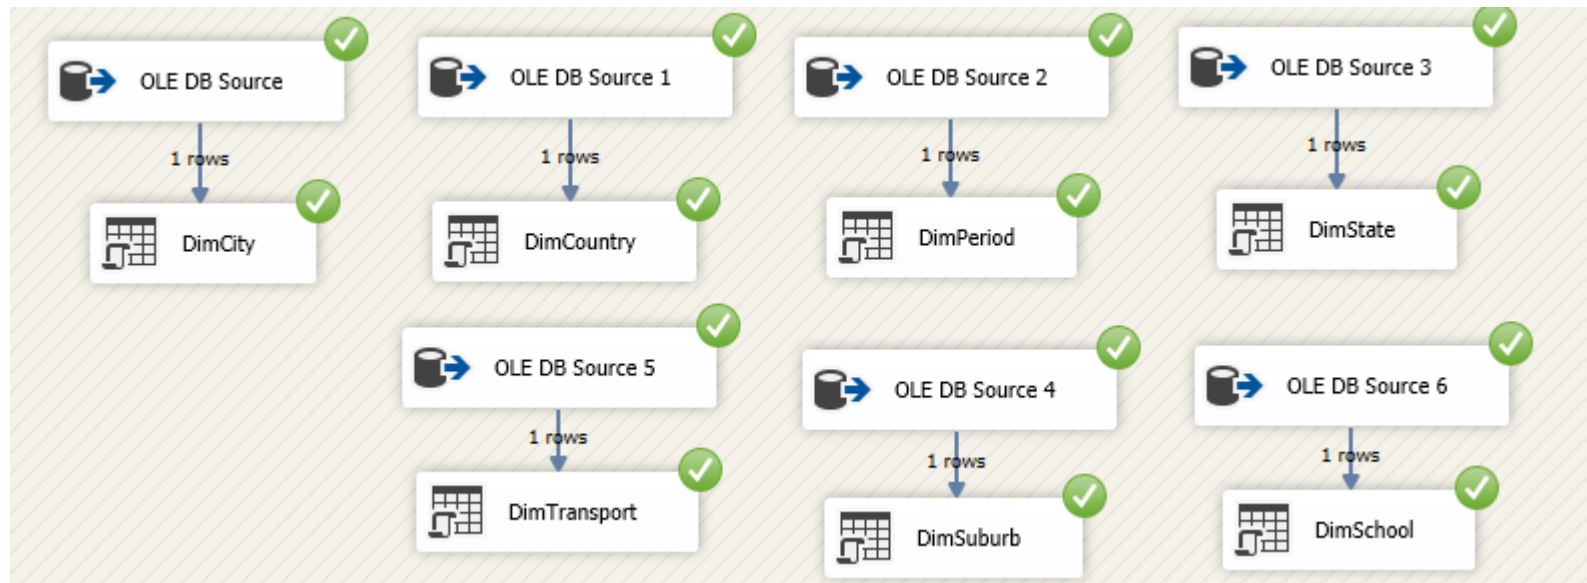 OLE DB Source
OLE DB Source 1
OLE DB Source 2
OLE DB Source 3
1 rows
1 rows
1 rows
1 rows
DimCity
DimCountry
DimPeriod
DimState
OLE DB Source 5
OLE DB Source 4
OLE DB Source 6
1 rows
1 rows
1 rows
DimTransport
DimSuburb
DimSchool